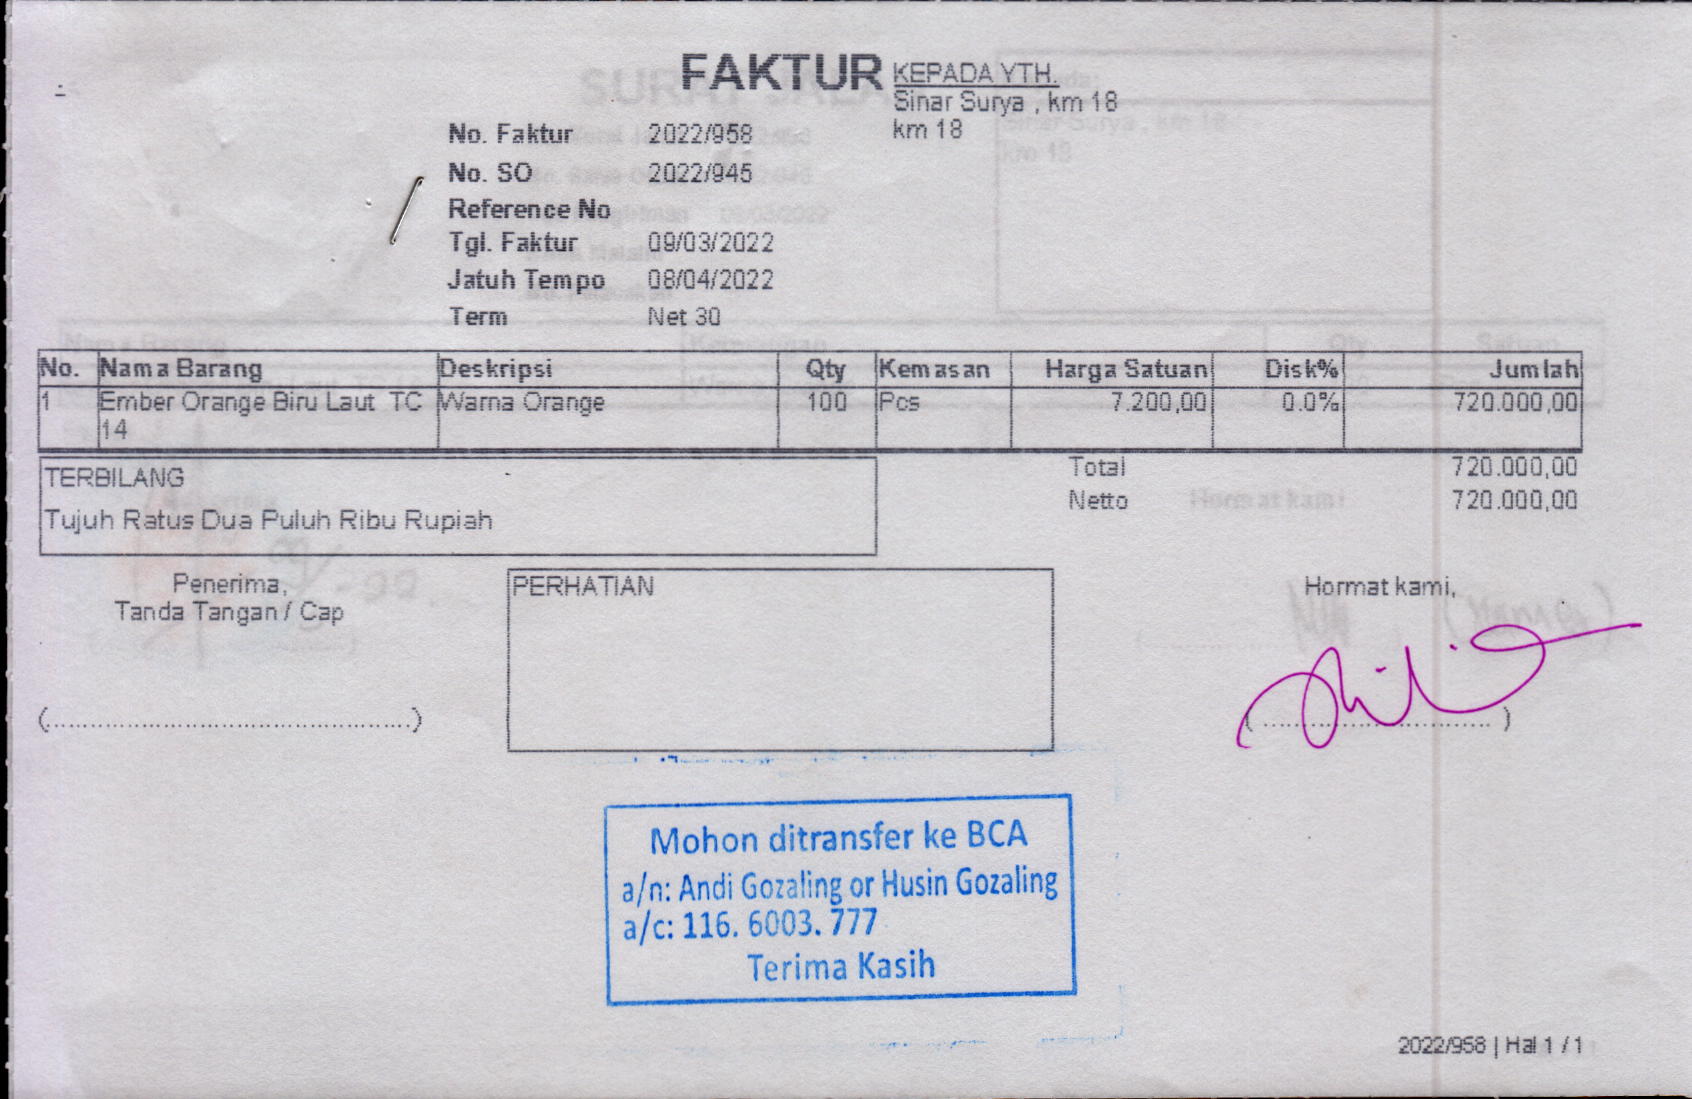 FAKTUR
KEPADA YTH.
Sinar Surya , km 18
km 18
No. Faktur 2022/958
No. SO 2022/945
Reference No
Tgl. Faktur 09/03/2022
Jatuh Tempo 08/04/2022
Term Net 30
No. Nama Barang Deskripsi Qty Kemasan Harga Satuan Disk% Jumlah
1 Ember Orange Biru Laut TC Warna Orange 100 Pcs 7.200,00 0.0% 720.000,00
14
Total 720.000,00
Netto 720.000,00
TERBILANG
Tujuh Ratus Dua Puluh Ribu Rupiah
Penerima,
Tanda Tangan / Cap
(............................................)
PERHATIAN
Hormat kami,
(............................)
Mohon ditransfer ke BCA
a/n: Andi Gozaling or Husin Gozaling
a/c: 116. 6003. 777
Terima Kasih
2022/958 | Hal 1 / 1